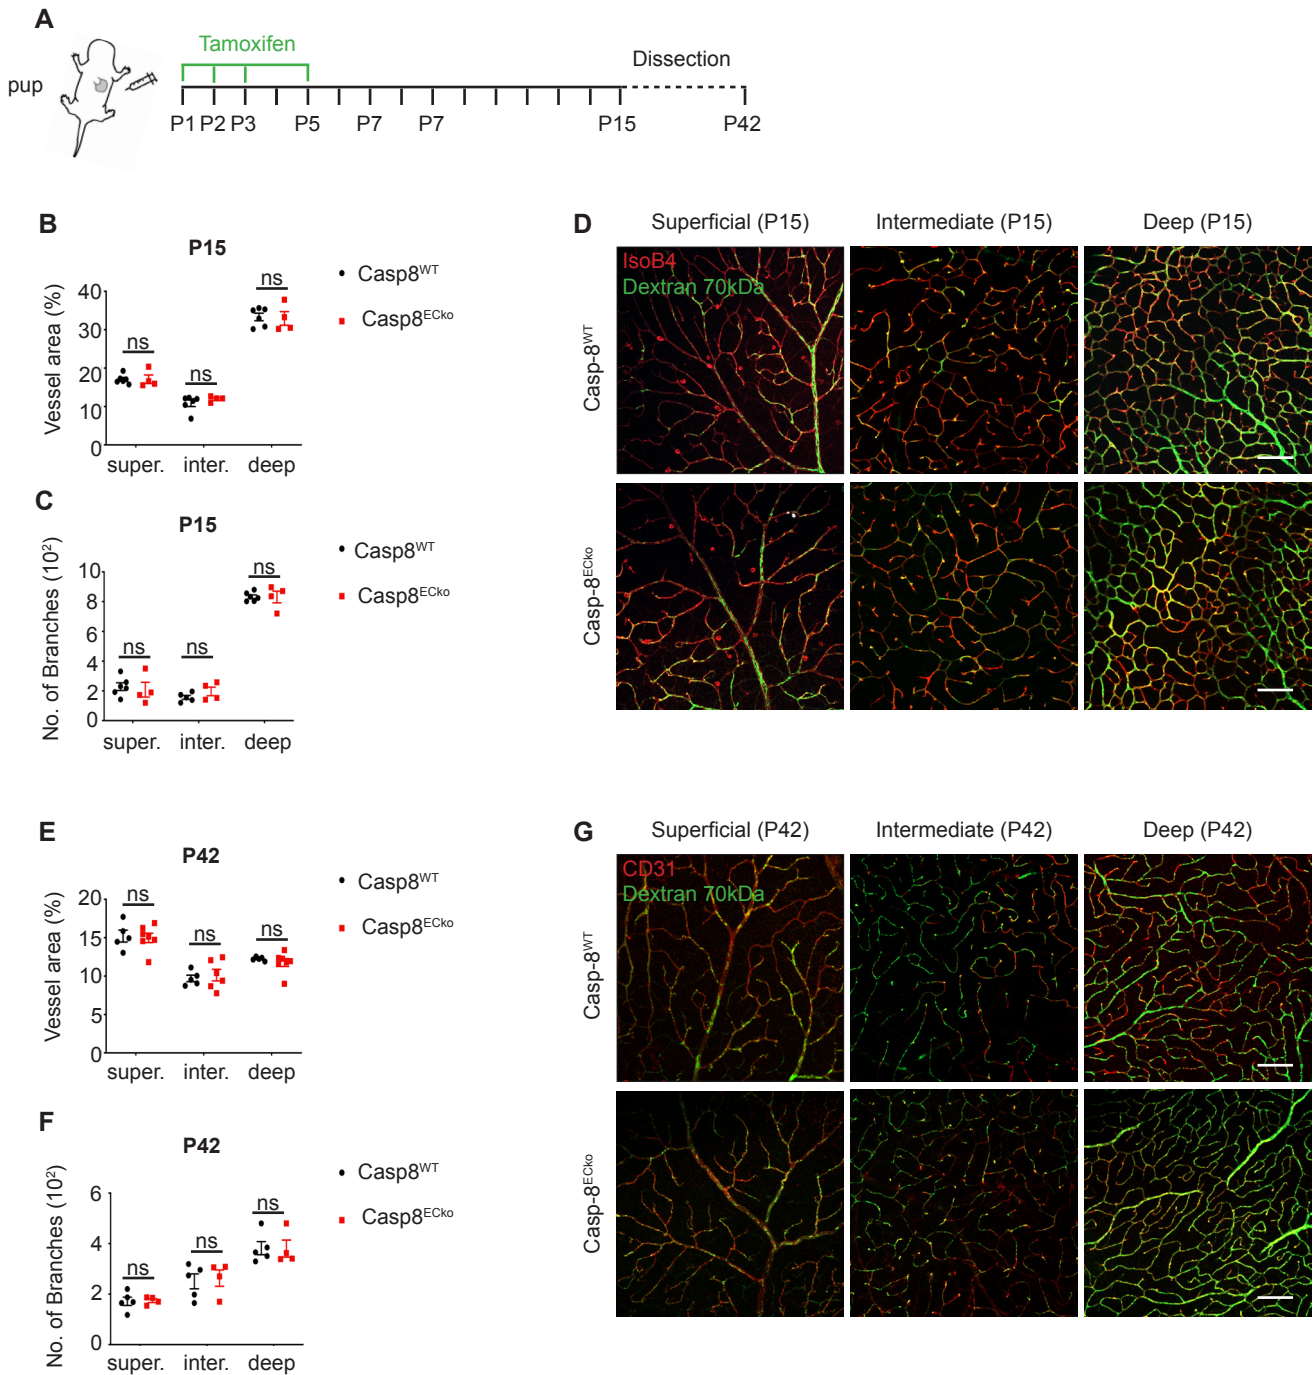 A
Tamoxifen
Dissection
pup
P1 P2 P3 P5 P7 P7 P15 P42
B
P15
Vessel area (%)
40
30
20
10
0
ns
ns
ns
super. inter. deep
Casp8WT
Casp8ECko
C
P15
No. of Branches (10²)
10
8
6
4
2
0
ns
ns
ns
super. inter. deep
Casp8WT
Casp8ECko
D
Superficial (P15) Intermediate (P15) Deep (P15)
IsoB4
Dextran 70kDa
Casp-8WT
Casp-8ECko
E
P42
Vessel area (%)
20
15
10
5
0
ns
ns
ns
super. inter. deep
Casp8WT
Casp8ECko
F
P42
No. of Branches (10²)
6
4
2
0
ns
ns
ns
super. inter. deep
Casp8WT
Casp8ECko
G
Superficial (P42) Intermediate (P42) Deep (P42)
CD31
Dextran 70kDa
Casp-8WT
Casp-8ECko